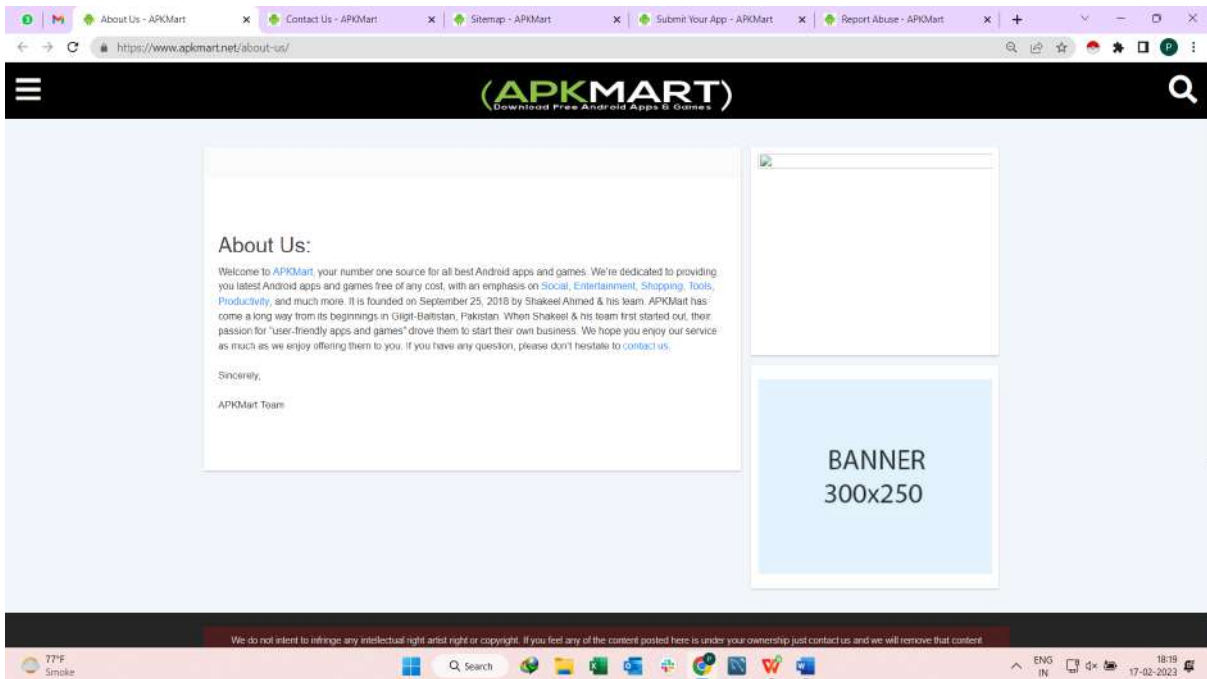 About Us - APKMart
Contact Us - APKMart
Sitemap - APKMart
Submit Your App - APKMart
Report Abuse - APKMart
https://www.apkmart.net/about-us/
P
(APKMART)
Download Free Android Apps & Games
About Us:
Welcome to APKMart, your number one source for all best Android apps and games. We're dedicated to providing
you latest Android apps and games free of any cost, with an emphasis on Social, Entertainment, Shopping, Tools,
Productivity, and much more. It is founded on September 25, 2018 by Shakeel Ahmed & his team. APKMart has
come a long way from its beginnings in Gilgit-Baltistan, Pakistan. When Shakeel & his team first started out, their
passion for "user-friendly apps and games" drove them to start their own business. We hope you enjoy our service
as much as we enjoy offering them to you. If you have any question, please don't hesitate to contact us.
Sincerely,
APKMart Team
BANNER
300x250
We do not intent to infringe any intellectual right artist right or copyright. If you feel any of the content posted here is under your ownership just contact us and we will remove that content
77°F
Smoke
Search
ENG
IN
18:19
17-02-2023